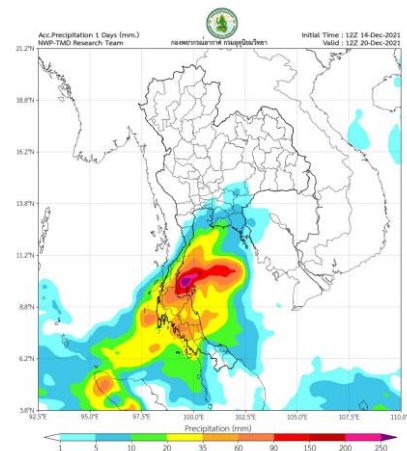 Acc.Precipitation 1 Days (mm.)
NWP-TMD Research Team
กองพยากรณ์อากาศ กรมอุตุนิยมวิทยา
Initial Time : 12Z 14-Dec-2021
Valid : 12Z 20-Dec-2021
21.2°N
18.8°N
16.2°N
13.8°N
11.2°N
8.8°N
6.2°N
3.8°N
92.5°E 95.0°E 97.5°E 100.0°E 102.5°E 105.0°E 107.5°E 110.0°E
Precipitation (mm)
1 5 10 20 35 60 90 150 200 250